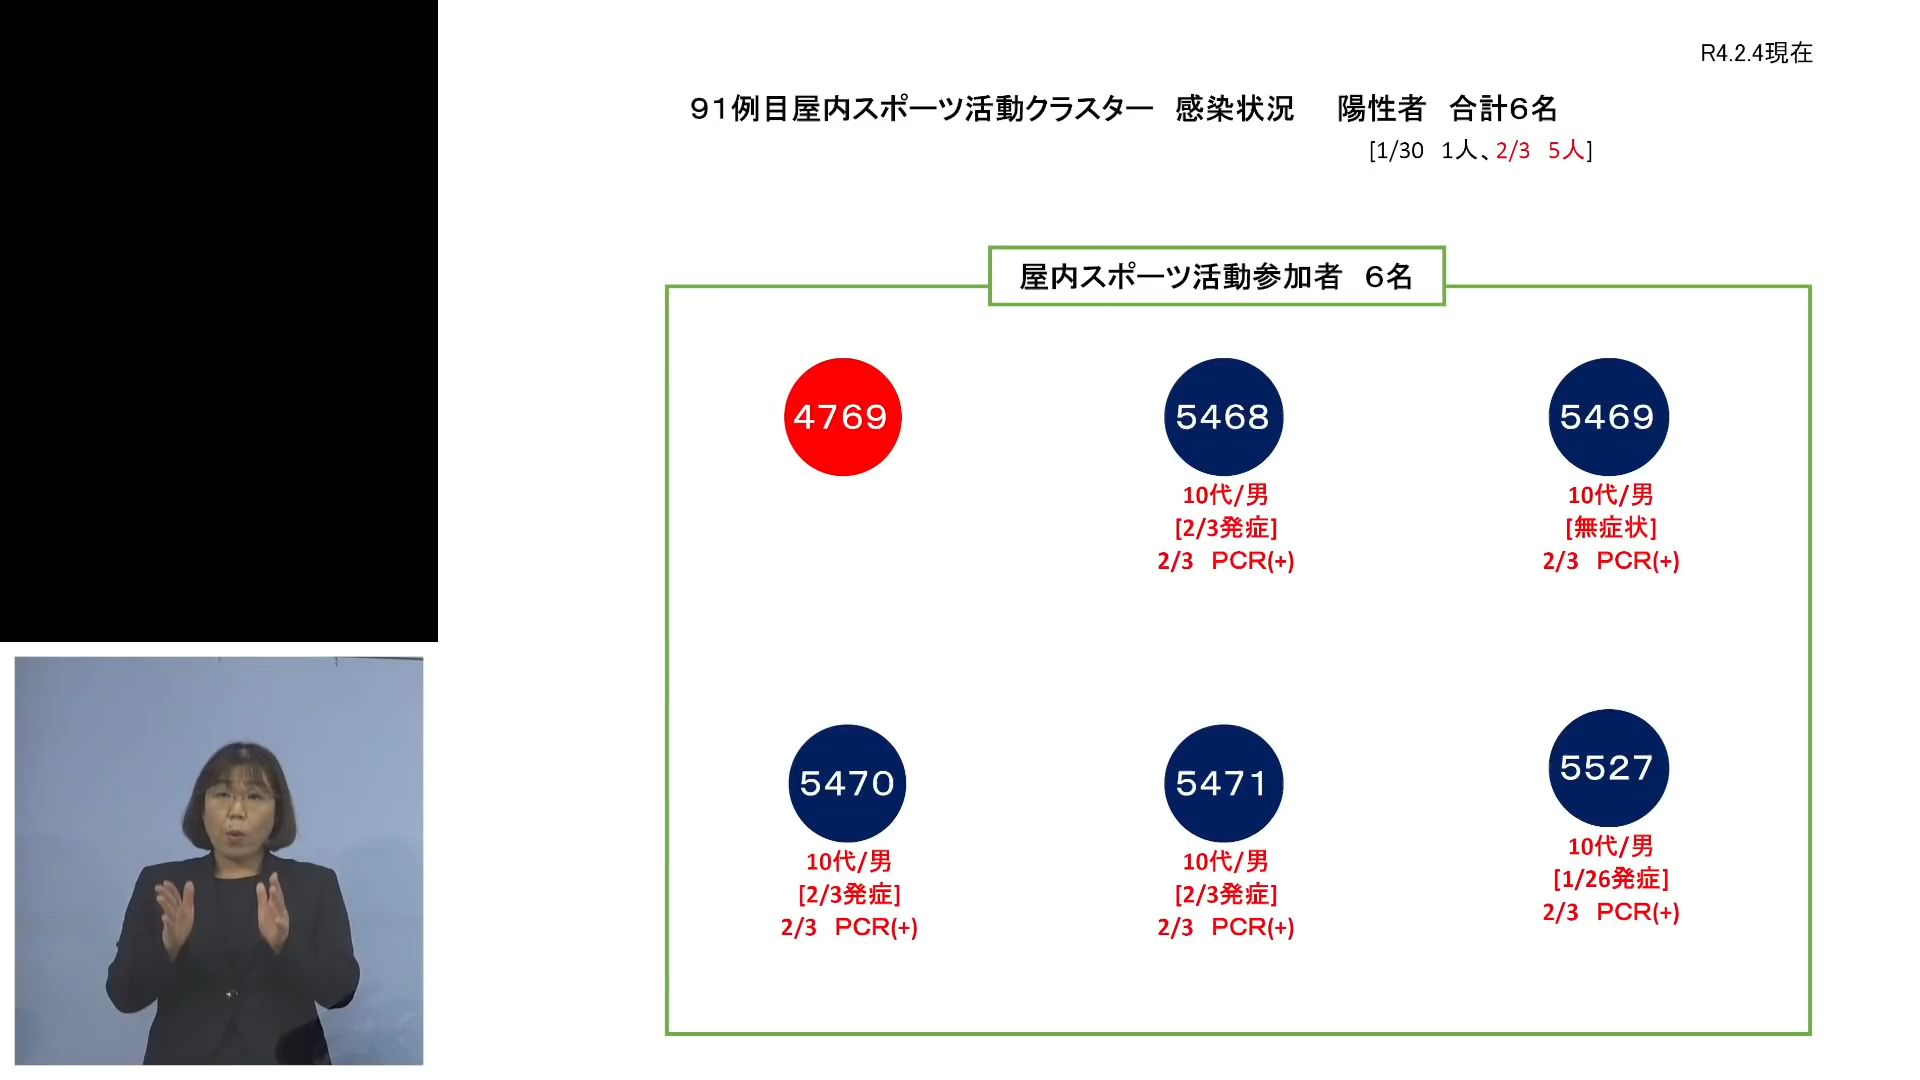 R4.2.4現在
９１例目屋内スポーツ活動クラスター　感染状況　陽性者　合計６名
[1/30　1人、2/3　5人]
屋内スポーツ活動参加者　６名
4769
5468
10代/男
[2/3発症]
2/3　PCR(+)
5469
10代/男
[無症状]
2/3　PCR(+)
5470
10代/男
[2/3発症]
2/3　PCR(+)
5471
10代/男
[2/3発症]
2/3　PCR(+)
5527
10代/男
[1/26発症]
2/3　PCR(+)